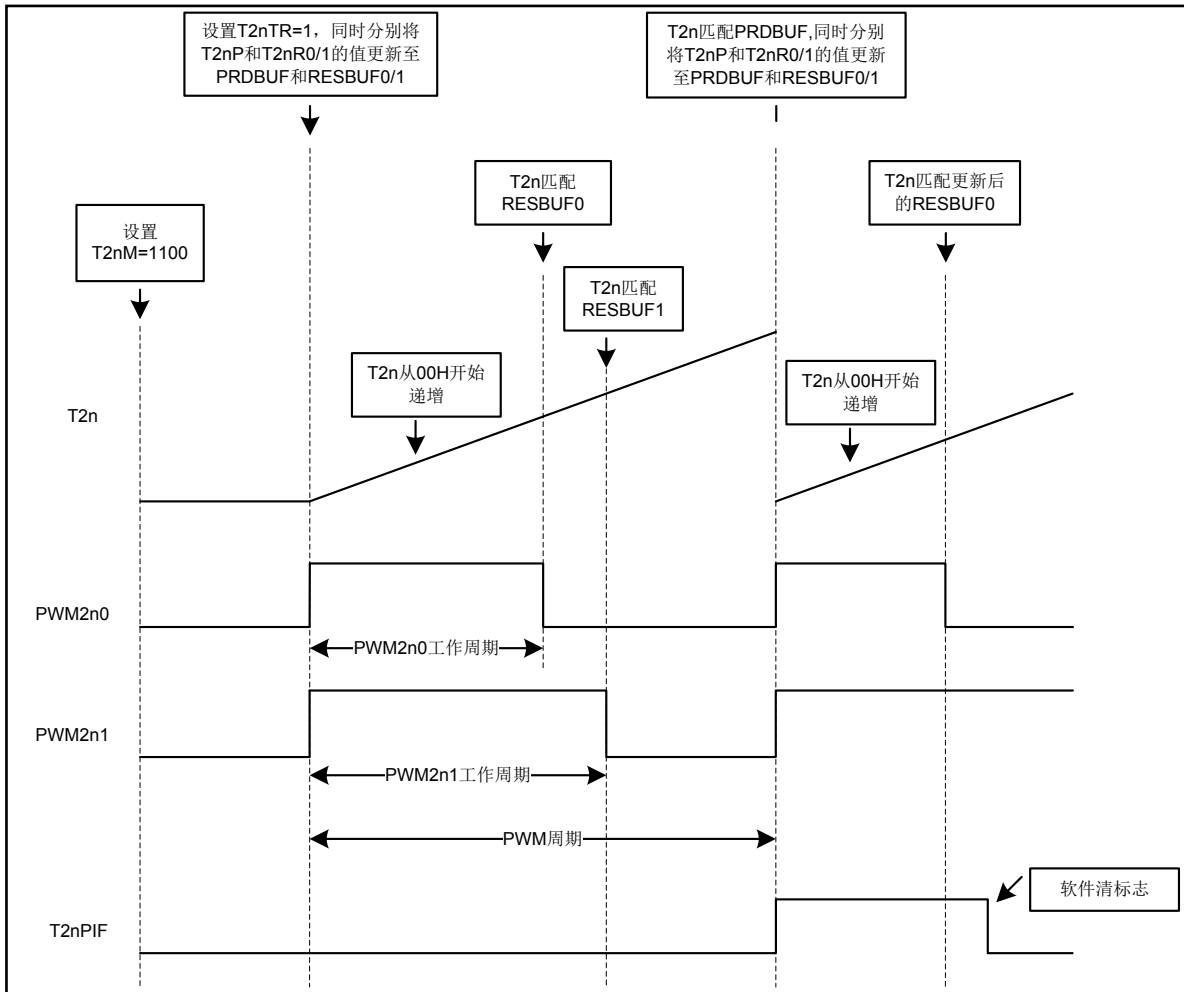 设置T2nTR=1，同时分别将
T2nP和T2nR0/1的值更新至
PRDBUF和RESBUF0/1
T2n匹配PRDBUF,同时分别
将T2nP和T2nR0/1的值更新
至PRDBUF和RESBUF0/1
T2n匹配
RESBUF0
T2n匹配更新后
的RESBUF0
设置
T2nM=1100
T2n匹配
RESBUF1
T2n从00H开始
递增
T2n从00H开始
递增
T2n
PWM2n0
PWM2n0工作周期
PWM2n1
PWM2n1工作周期
PWM周期
软件清标志
T2nPIF